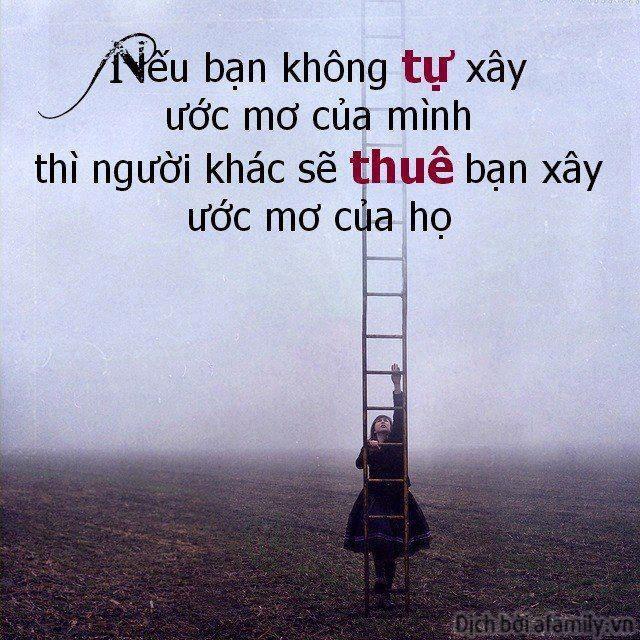 Nếu bạn không tự xây
ước mơ của mình
thì người khác sẽ thuê bạn xây
ước mơ của họ
Dịch bởi afamily.vn